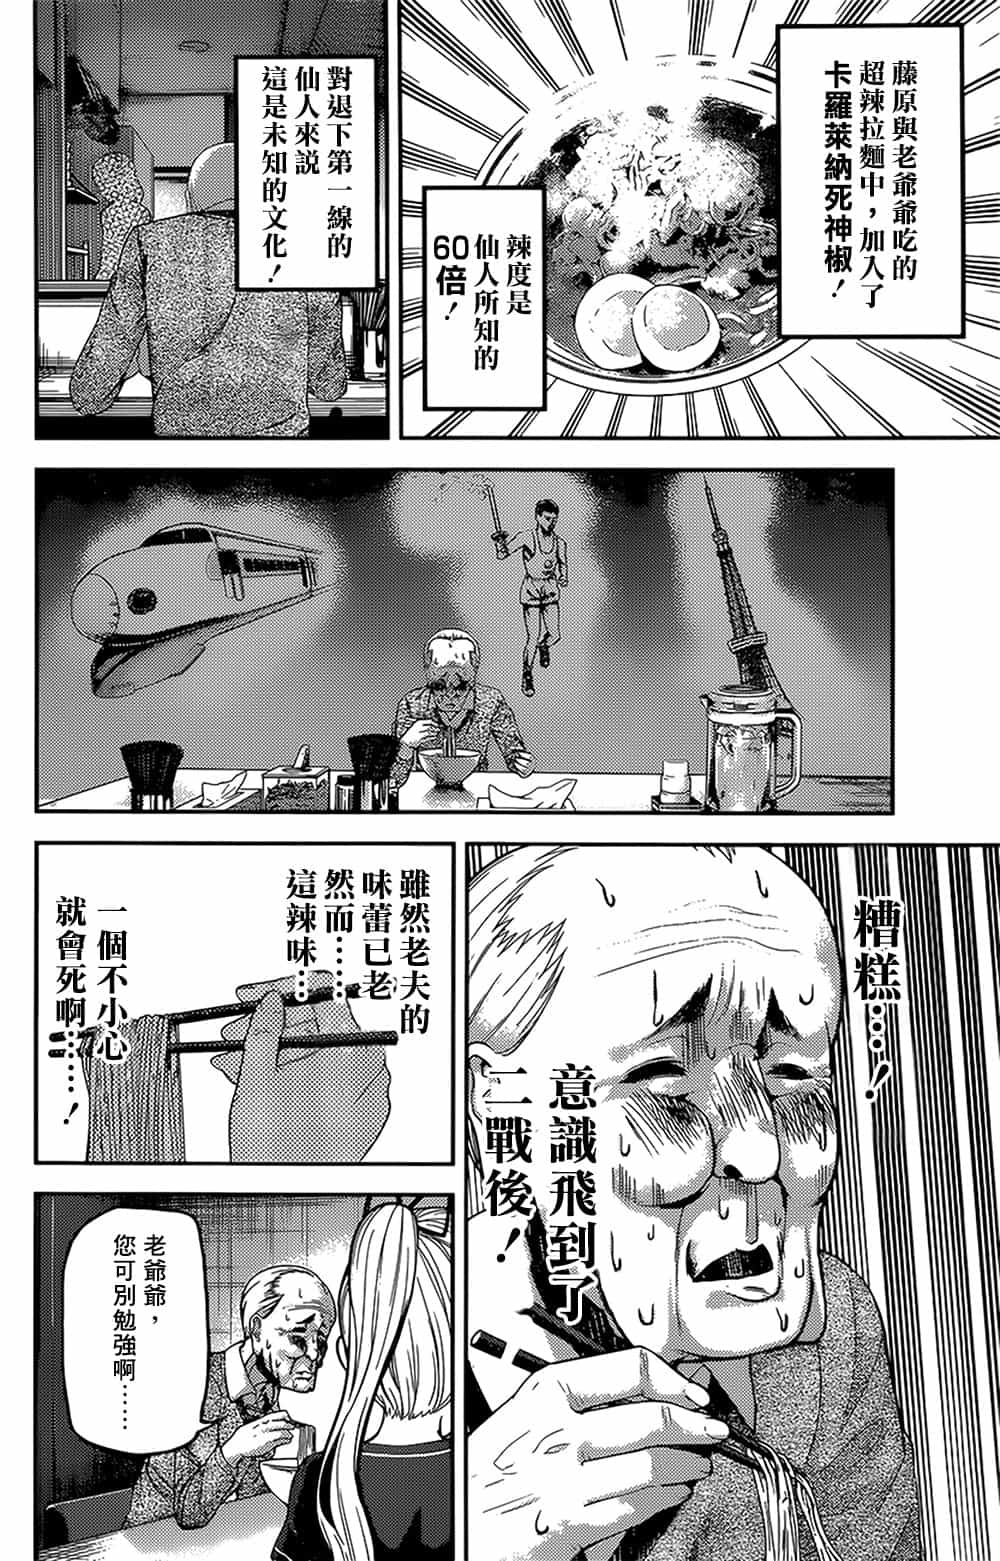 藤原與老爺爺吃的
超辣拉麵中，加入了
卡羅萊納死神椒！
辣度是
仙人所知的
60倍！
對退下第一線的
仙人來説
這是未知的文化！
糟糕…！
意識飛到了
二戰後！
雖然老夫的
味蕾已老
然而……
這辣味…
一個不小心
就會死啊……！
老爺爺，
您可別勉強啊……